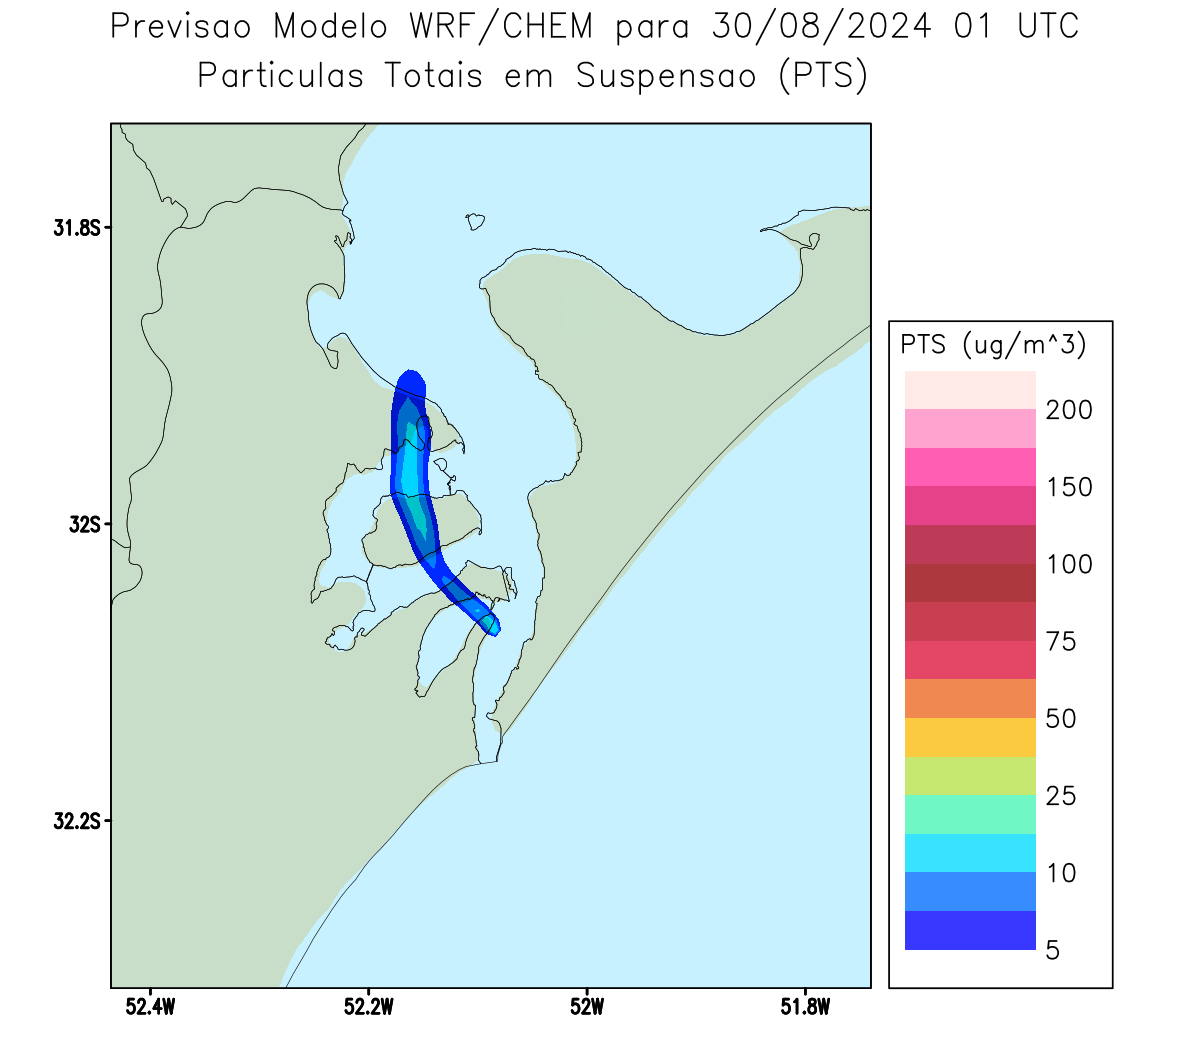 Previsao Modelo WRF/CHEM para 30/08/2024 01 UTC
Particulas Totais em Suspensao (PTS)
31.8S
32S
32.2S
52.4W
52.2W
52W
51.8W
PTS (ug/m^3)
200
150
100
75
50
25
10
5